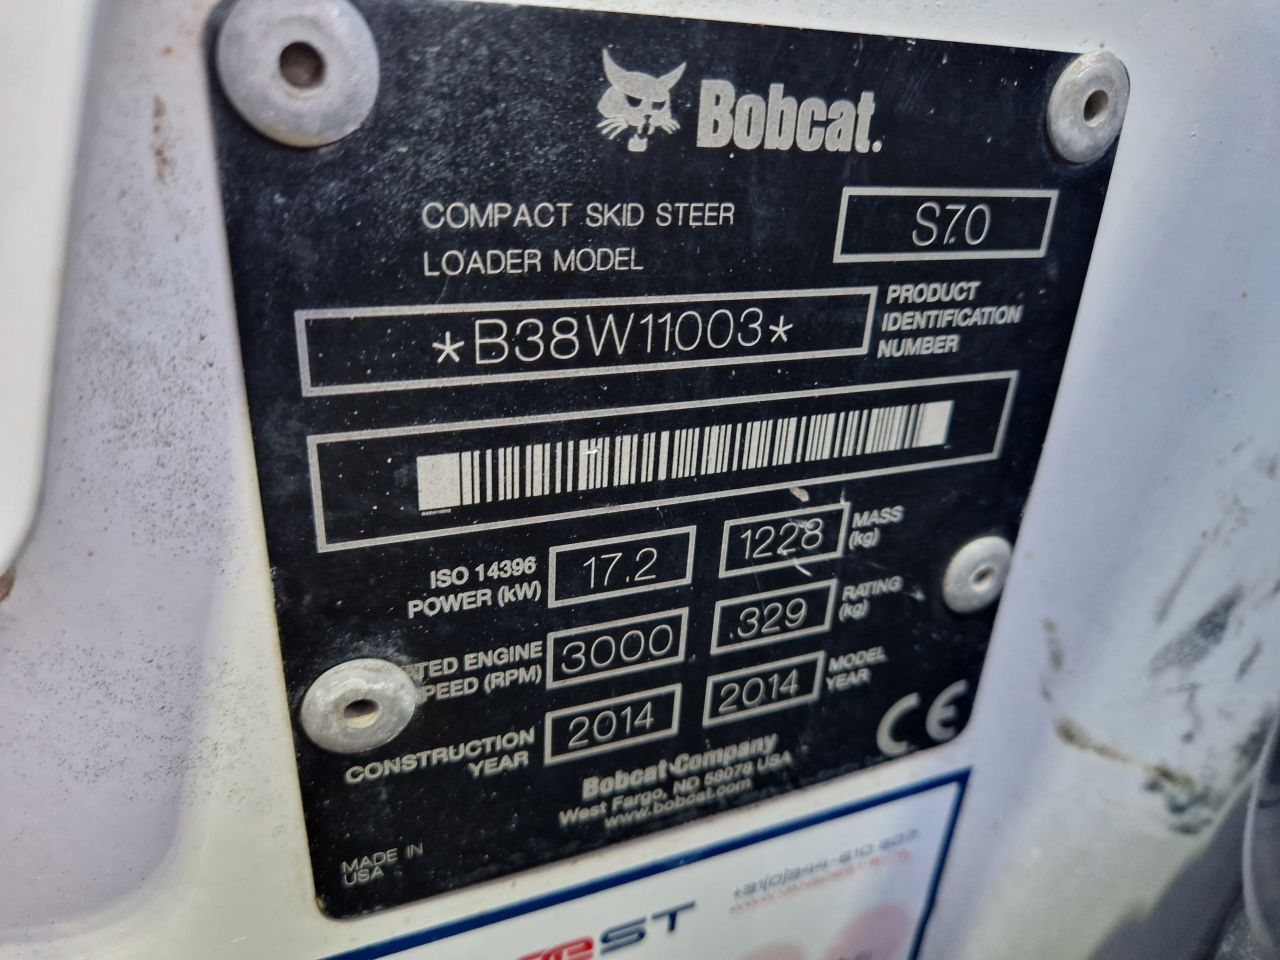 Bobcat.
COMPACT SKID STEER
LOADER MODEL
S70
*B38W11003*
PRODUCT
IDENTIFICATION
NUMBER
ISO 14396
POWER (kW)
17.2
1228
MASS
(kg)
TED ENGINE
PEED (RPM)
3000
329
RATING
(kg)
CONSTRUCTION
YEAR
2014
2014
MODEL
YEAR
CE
Bobcat Company
West Fargo, ND 58078 USA
www.bobcat.com
MADE IN
USA
ST